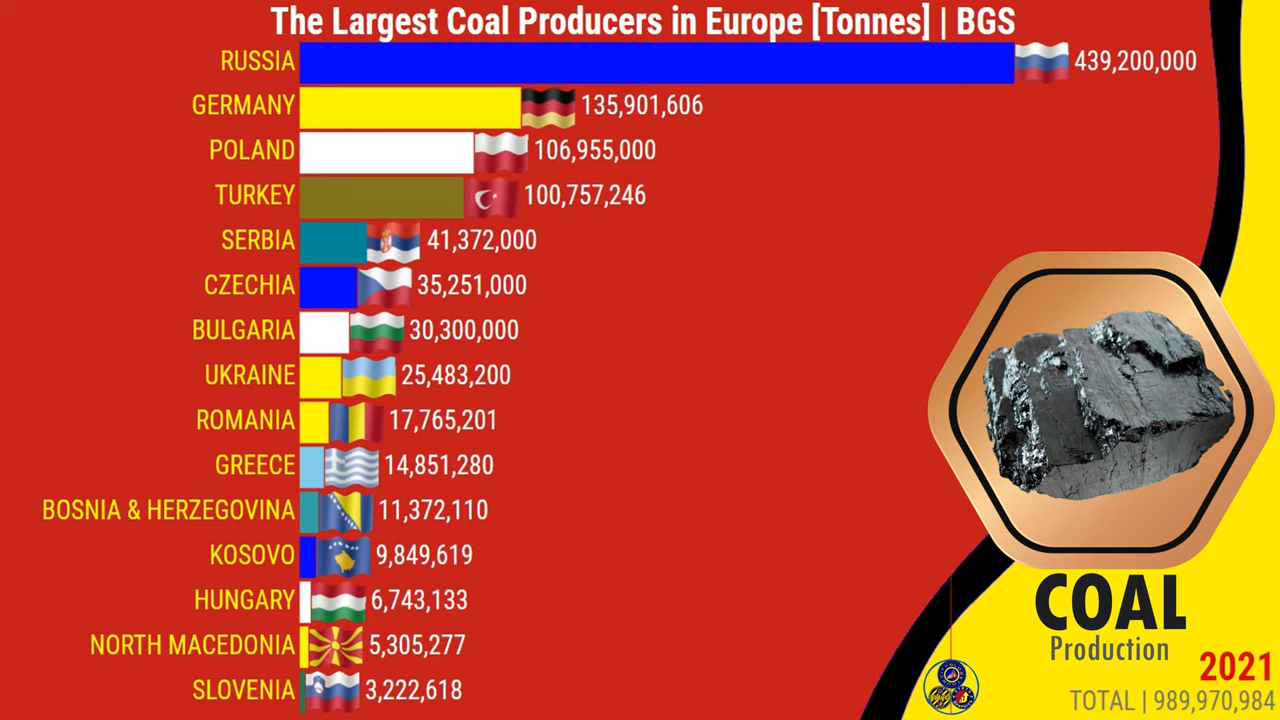 The Largest Coal Producers in Europe [Tonnes] | BGS
RUSSIA 439,200,000
GERMANY 135,901,606
POLAND 106,955,000
TURKEY 100,757,246
SERBIA 41,372,000
CZECHIA 35,251,000
BULGARIA 30,300,000
UKRAINE 25,483,200
ROMANIA 17,765,201
GREECE 14,851,280
BOSNIA & HERZEGOVINA 11,372,110
KOSOVO 9,849,619
HUNGARY 6,743,133
NORTH MACEDONIA 5,305,277
SLOVENIA 3,222,618
COAL
Production
2021
TOTAL | 989,970,984